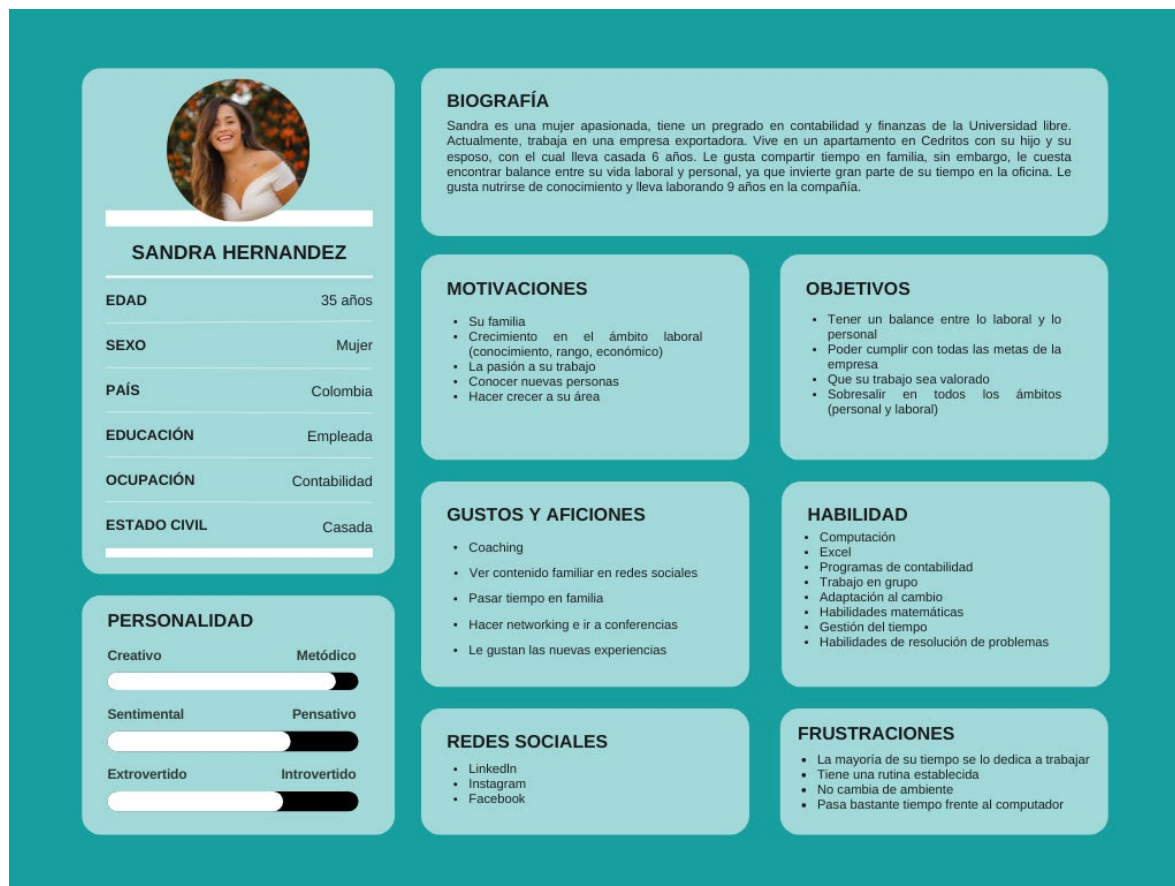 SANDRA HERNANDEZ
EDAD 35 años
SEXO Mujer
PAÍS Colombia
EDUCACIÓN Empleada
OCUPACIÓN Contabilidad
ESTADO CIVIL Casada
PERSONALIDAD
Creativo Metódico
Sentimental Pensativo
Extrovertido Introvertido
BIOGRAFÍA
Sandra es una mujer apasionada, tiene un pregrado en contabilidad y finanzas de la Universidad libre.
Actualmente, trabaja en una empresa exportadora. Vive en un apartamento en Cedritos con su hijo y su
esposo, con el cual lleva casada 6 años. Le gusta compartir tiempo en familia, sin embargo, le cuesta
encontrar balance entre su vida laboral y personal, ya que invierte gran parte de su tiempo en la oficina. Le
gusta nutrirse de conocimiento y lleva laborando 9 años en la compañía.
MOTIVACIONES
• Su familia
• Crecimiento en el ámbito laboral
(conocimiento, rango, económico)
• La pasión a su trabajo
• Conocer nuevas personas
• Hacer crecer a su área
OBJETIVOS
• Tener un balance entre lo laboral y lo
personal
• Poder cumplir con todas las metas de la
empresa
• Que su trabajo sea valorado
• Sobresalir en todos los ámbitos
(personal y laboral)
GUSTOS Y AFICIONES
• Coaching
• Ver contenido familiar en redes sociales
• Pasar tiempo en familia
• Hacer networking e ir a conferencias
• Le gustan las nuevas experiencias
HABILIDAD
• Computación
• Excel
• Programas de contabilidad
• Trabajo en grupo
• Adaptación al cambio
• Habilidades matemáticas
• Gestión del tiempo
• Habilidades de resolución de problemas
REDES SOCIALES
• LinkedIn
• Instagram
• Facebook
FRUSTRACIONES
• La mayoría de su tiempo se lo dedica a trabajar
• Tiene una rutina establecida
• No cambia de ambiente
• Pasa bastante tiempo frente al computador